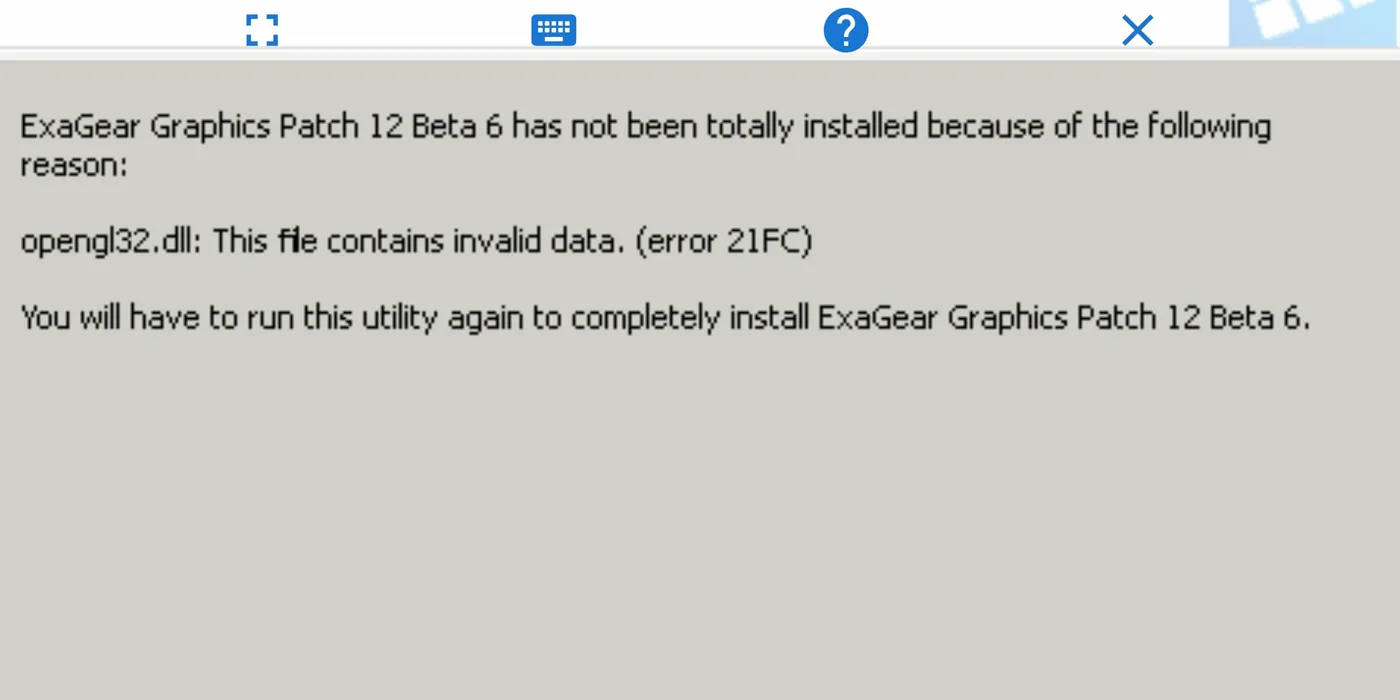 ExaGear Graphics Patch 12 Beta 6 has not been totally installed because of the following
reason:
opengl32.dll: This file contains invalid data. (error 21FC)
You will have to run this utility again to completely install ExaGear Graphics Patch 12 Beta 6.